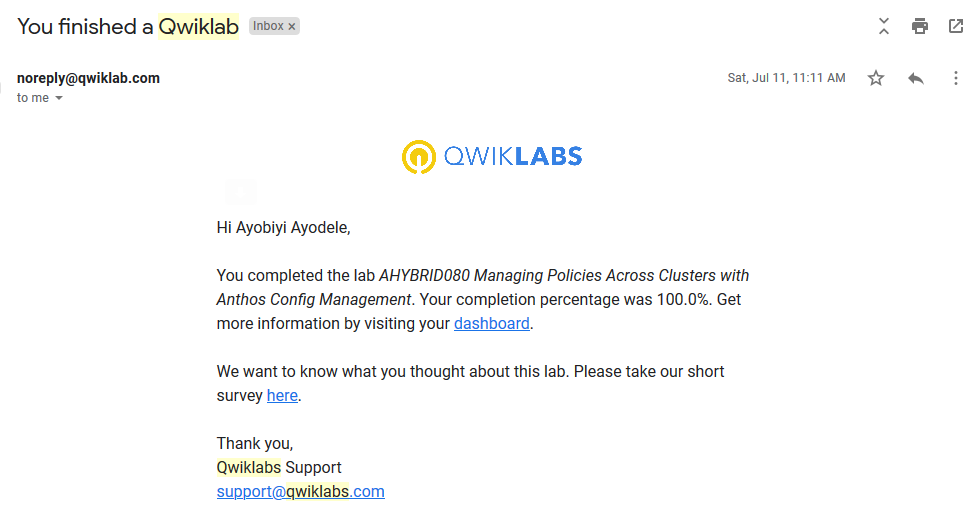 You finished a Qwiklab Inbox ×
noreply@qwiklab.com Sat, Jul 11, 11:11 AM
to me
QWIKLABS
Hi Ayobiyi Ayodele,
You completed the lab AHYBRID080 Managing Policies Across Clusters with
Anthos Config Management. Your completion percentage was 100.0%. Get
more information by visiting your dashboard.
We want to know what you thought about this lab. Please take our short
survey here.
Thank you,
Qwiklabs Support
support@qwiklabs.com